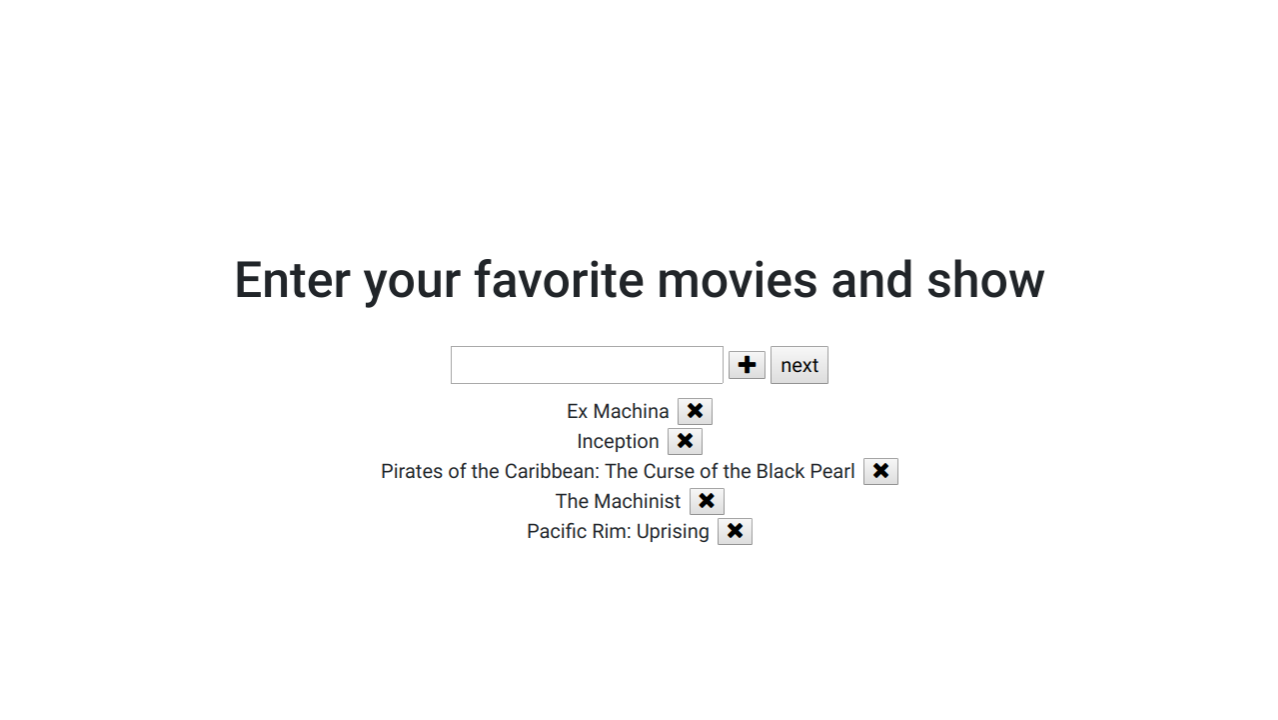 Enter your favorite movies and show
next
Ex Machina
Inception
Pirates of the Caribbean: The Curse of the Black Pearl
The Machinist
Pacific Rim: Uprising